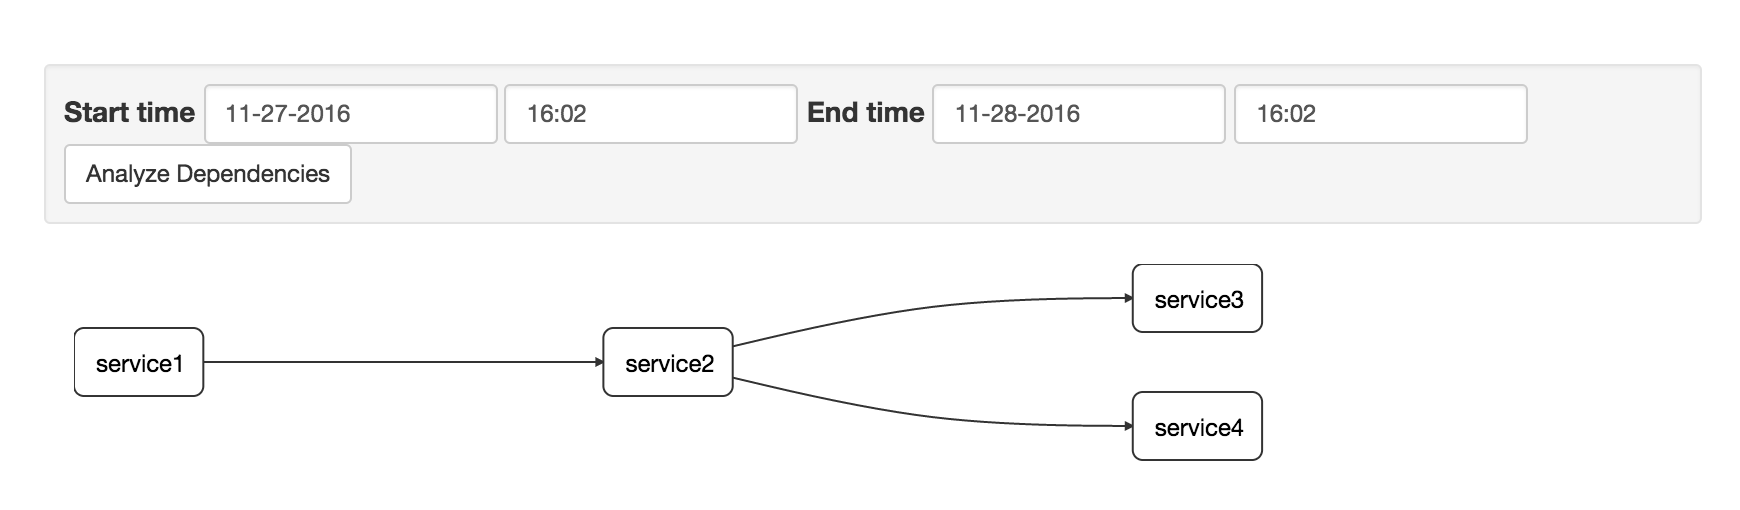 Start time 11-27-2016 16:02 End time 11-28-2016 16:02
Analyze Dependencies
service3
service1 service2
service4